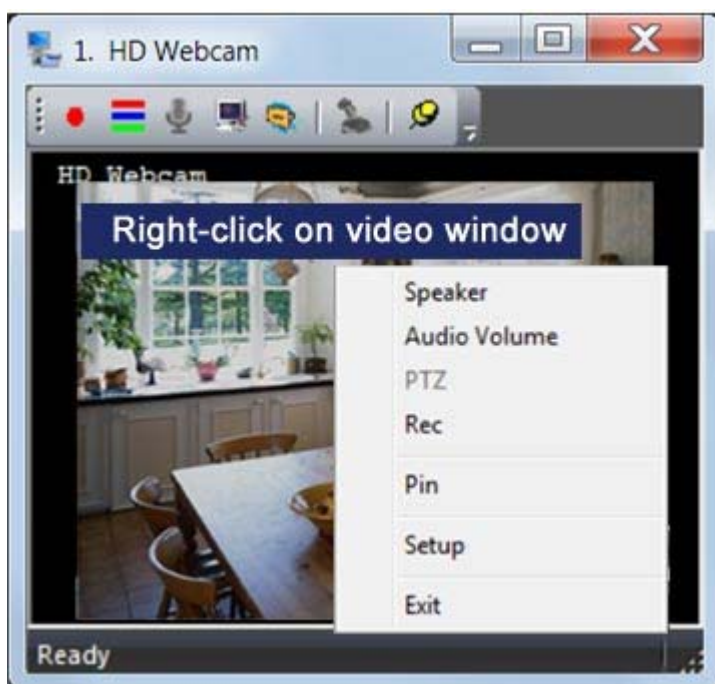 1. HD Webcam
HD Webcam
Right-click on video window
Speaker
Audio Volume
PTZ
Rec
Pin
Setup
Exit
Ready